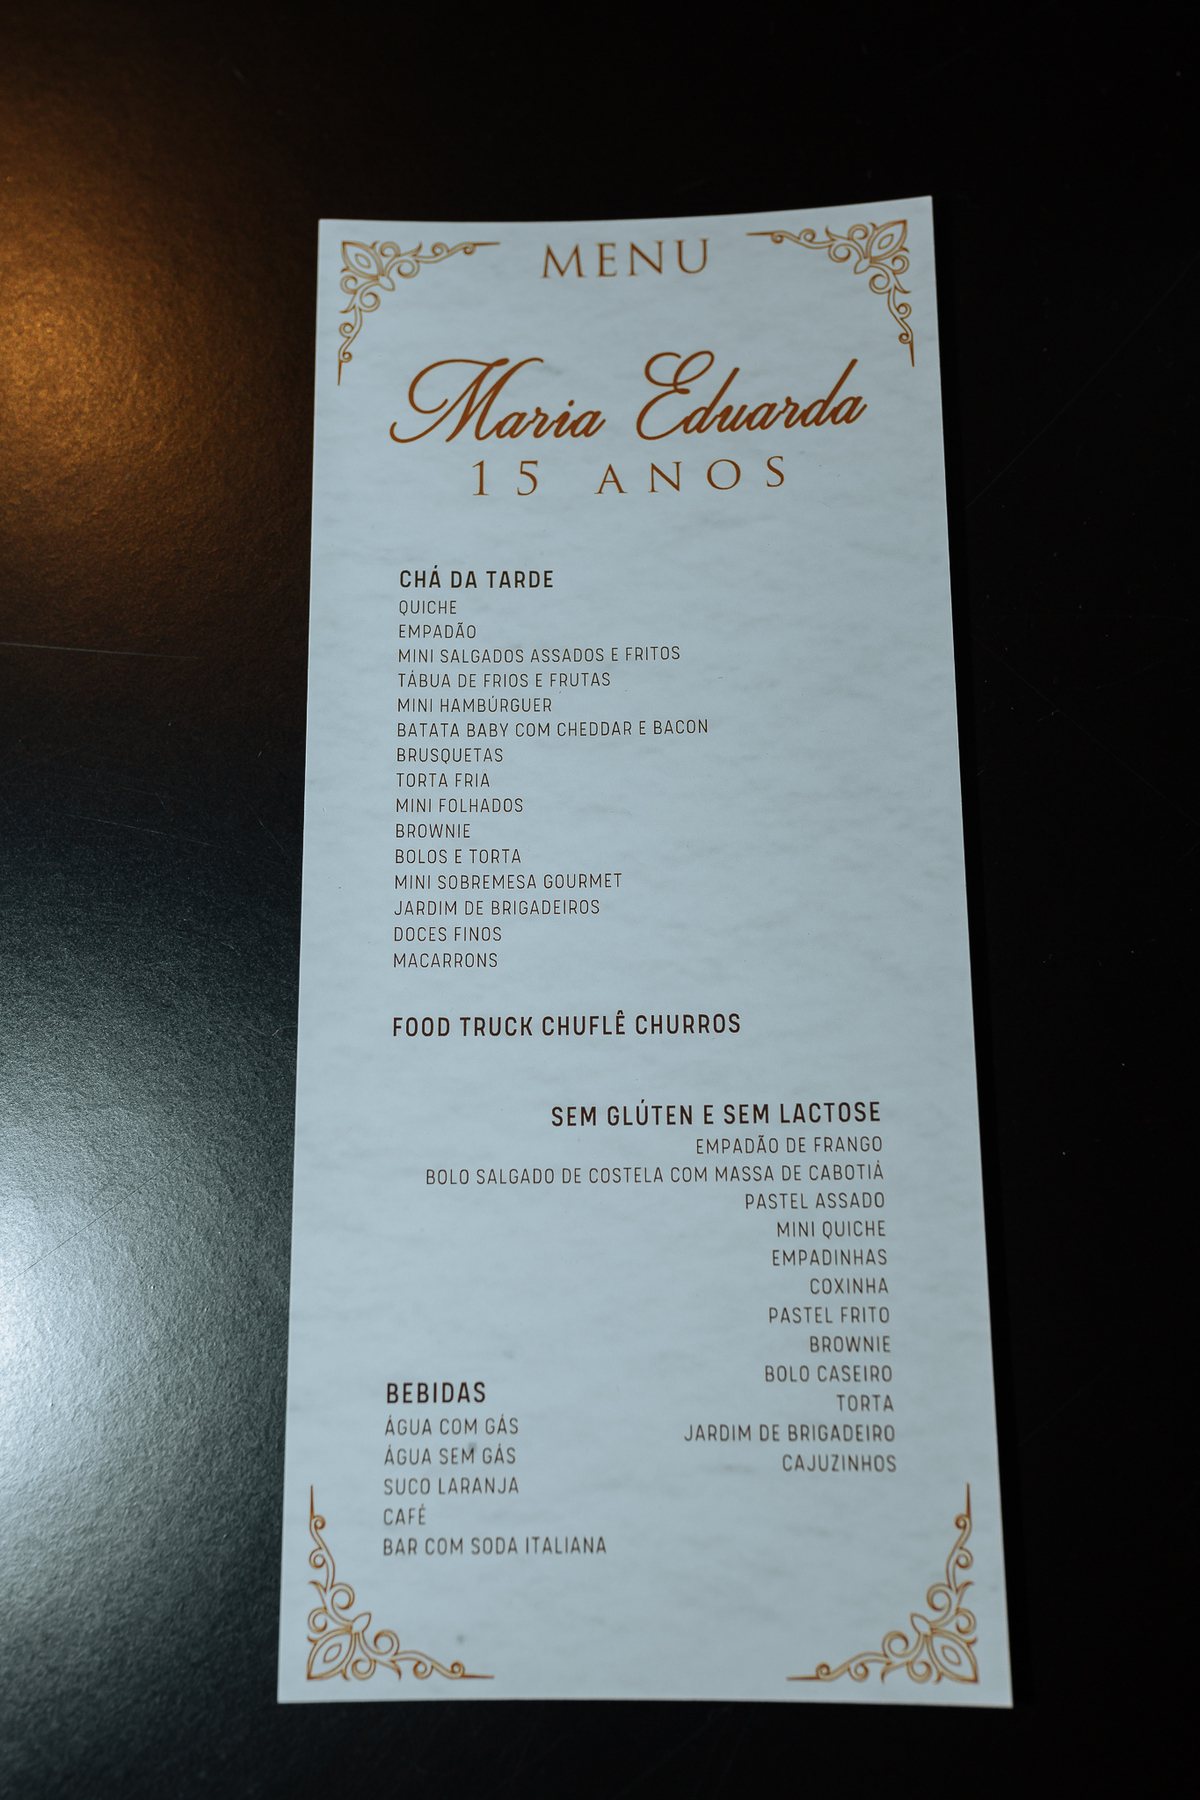 MENU
Maria Eduarda
15 ANOS
CHÁ DA TARDE
QUICHE
EMPADÃO
MINI SALGADOS ASSADOS E FRITOS
TÁBUA DE FRIOS E FRUTAS
MINI HAMBÚRGUER
BATATA BABY COM CHEDDAR E BACON
BRUSQUETAS
TORTA FRIA
MINI FOLHADOS
BROWNIE
BOLOS E TORTA
MINI SOBREMESA GOURMET
JARDIM DE BRIGADEIROS
DOCES FINOS
MACARRONS
FOOD TRUCK CHUFLÊ CHURROS
SEM GLÚTEN E SEM LACTOSE
EMPADÃO DE FRANGO
BOLO SALGADO DE COSTELA COM MASSA DE CABOTIÁ
PASTEL ASSADO
MINI QUICHE
EMPADINHAS
COXINHA
PASTEL FRITO
BROWNIE
BOLO CASEIRO
TORTA
JARDIM DE BRIGADEIRO
CAJUZINHOS
BEBIDAS
ÁGUA COM GÁS
ÁGUA SEM GÁS
SUCO LARANJA
CAFÉ
BAR COM SODA ITALIANA